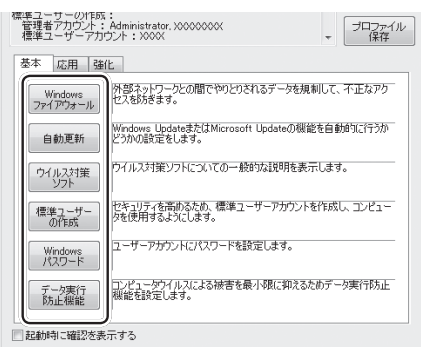 標準ユーザーの作成：
管理者アカウント：Administrator, XXXXXXXX
標準ユーザーアカウント：XXXX
プロファイル
保存
基本
応用
強化
Windows
ファイアウォール
外部ネットワークとの間でやりとりされるデータを規制して、不正なアク
セスを防ぎます。
自動更新
Windows UpdateまたはMicrosoft Updateの機能を自動的に行うか
どうかの設定をします。
ウイルス対策
ソフト
ウイルス対策ソフトについての一般的な説明を表示します。
標準ユーザー
の作成
セキュリティを高めるため、標準ユーザーアカウントを作成し、コンピュー
タを使用するようにします。
Windows
パスワード
ユーザーアカウントにパスワードを設定します。
データ実行
防止機能
コンピュータウイルスによる被害を最小限に抑えるためデータ実行防止
機能を設定します。
起動時に確認を表示する